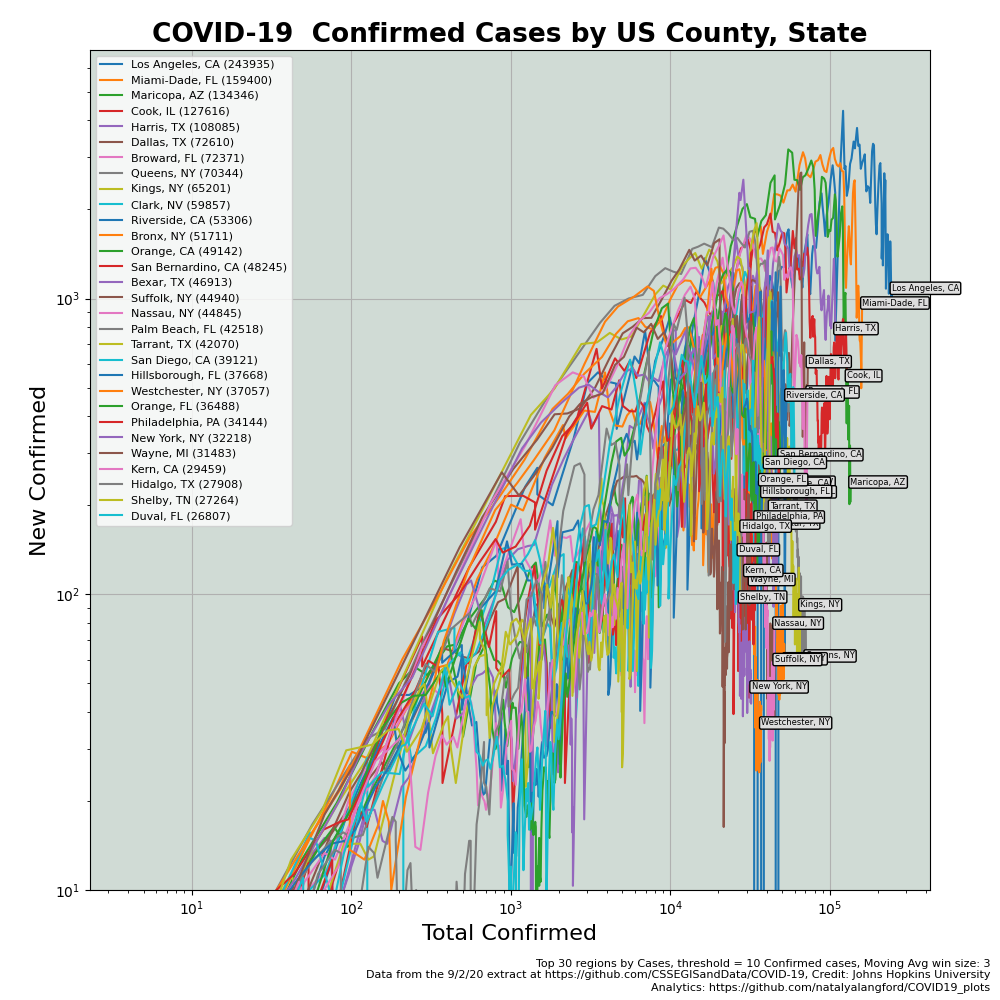 COVID-19  Confirmed Cases by US County, State
Los Angeles, CA (243935)
Miami-Dade, FL (159400)
Maricopa, AZ (134346)
Cook, IL (127616)
Harris, TX (108085)
Dallas, TX (72610)
Broward, FL (72371)
Queens, NY (70344)
Kings, NY (65201)
Clark, NV (59857)
Riverside, CA (53306)
Bronx, NY (51711)
Orange, CA (49142)
San Bernardino, CA (48245)
Bexar, TX (46913)
Suffolk, NY (44940)
Nassau, NY (44845)
Palm Beach, FL (42518)
Tarrant, TX (42070)
San Diego, CA (39121)
Hillsborough, FL (37668)
Westchester, NY (37057)
Orange, FL (36488)
Philadelphia, PA (34144)
New York, NY (32218)
Wayne, MI (31483)
Kern, CA (29459)
Hidalgo, TX (27908)
Shelby, TN (27264)
Duval, FL (26807)
Los Angeles, CA
Miami-Dade, FL
Harris, TX
Dallas, TX
Cook, IL
FL
Riverside, CA
San Bernardino, CA
San Diego, CA
Orange, FL
Maricopa, AZ
Hillsborough, FL
Tarrant, TX
Philadelphia, PA
Hidalgo, TX
Duval, FL
Kern, CA
Wayne, MI
Shelby, TN
Kings, NY
Nassau, NY
Suffolk, NY
NY
New York, NY
Westchester, NY
10³
10²
10¹
New Confirmed
10¹ 10² 10³ 10⁴ 10⁵
Total Confirmed
Top 30 regions by Cases, threshold = 10 Confirmed cases, Moving Avg win size: 3
Data from the 9/2/20 extract at https://github.com/CSSEGISandData/COVID-19, Credit: Johns Hopkins University
Analytics: https://github.com/natalyalangford/COVID19_plots